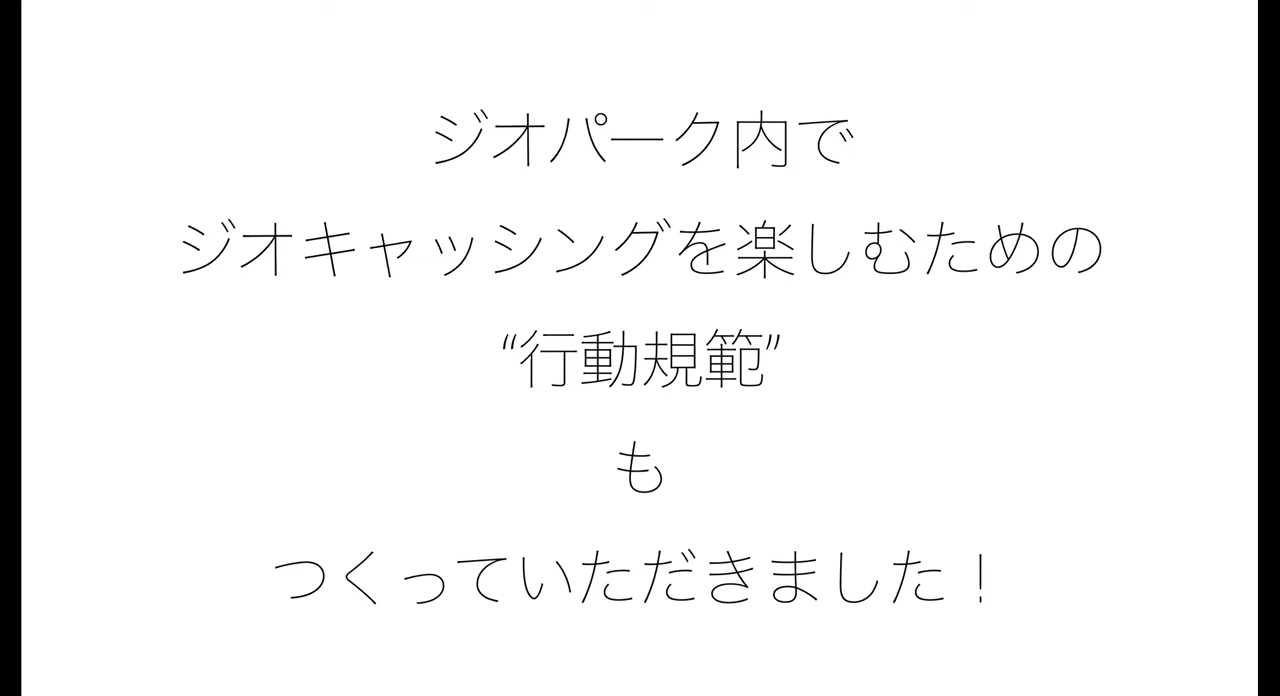 ジオパーク内で
ジオキャッシングを楽しむための
“行動規範”
も
つくっていただきました！